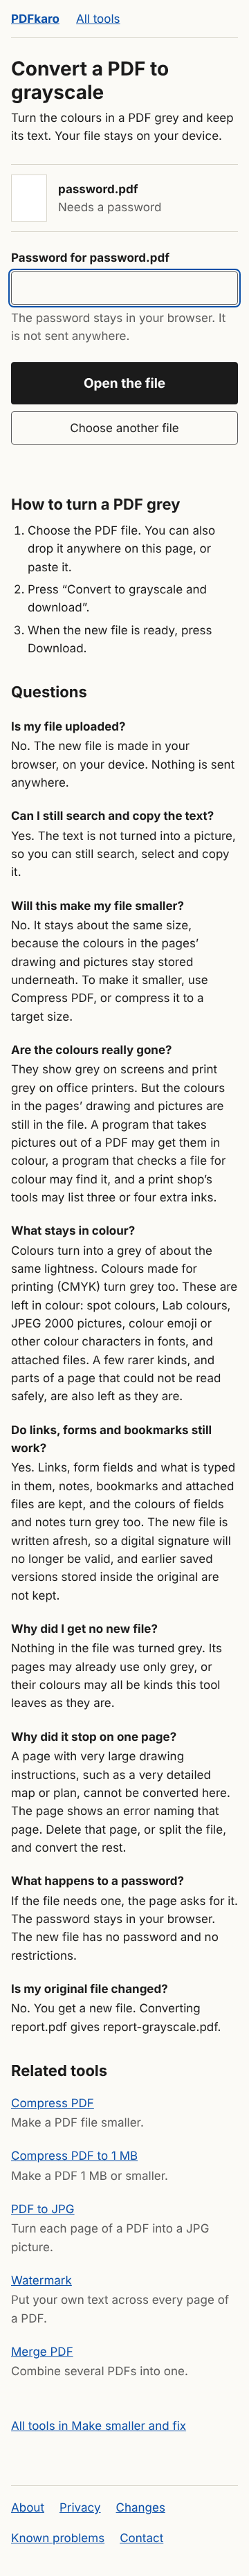 PDFkaro All tools
Convert a PDF to
grayscale
Turn the colours in a PDF grey and keep
its text. Your file stays on your device.
password.pdf
Needs a password
Password for password.pdf
The password stays in your browser. It
is not sent anywhere.
Open the file
Choose another file
How to turn a PDF grey
1. Choose the PDF file. You can also
drop it anywhere on this page, or
paste it.
2. Press “Convert to grayscale and
download”.
3. When the new file is ready, press
Download.
Questions
Is my file uploaded?
No. The new file is made in your
browser, on your device. Nothing is sent
anywhere.
Can I still search and copy the text?
Yes. The text is not turned into a picture,
so you can still search, select and copy
it.
Will this make my file smaller?
No. It stays about the same size,
because the colours in the pages’
drawing and pictures stay stored
underneath. To make it smaller, use
Compress PDF, or compress it to a
target size.
Are the colours really gone?
They show grey on screens and print
grey on office printers. But the colours
in the pages’ drawing and pictures are
still in the file. A program that takes
pictures out of a PDF may get them in
colour, a program that checks a file for
colour may find it, and a print shop’s
tools may list three or four extra inks.
What stays in colour?
Colours turn into a grey of about the
same lightness. Colours made for
printing (CMYK) turn grey too. These are
left in colour: spot colours, Lab colours,
JPEG 2000 pictures, colour emoji or
other colour characters in fonts, and
attached files. A few rarer kinds, and
parts of a page that could not be read
safely, are also left as they are.
Do links, forms and bookmarks still
work?
Yes. Links, form fields and what is typed
in them, notes, bookmarks and attached
files are kept, and the colours of fields
and notes turn grey too. The new file is
written afresh, so a digital signature will
no longer be valid, and earlier saved
versions stored inside the original are
not kept.
Why did I get no new file?
Nothing in the file was turned grey. Its
pages may already use only grey, or
their colours may all be kinds this tool
leaves as they are.
Why did it stop on one page?
A page with very large drawing
instructions, such as a very detailed
map or plan, cannot be converted here.
The page shows an error naming that
page. Delete that page, or split the file,
and convert the rest.
What happens to a password?
If the file needs one, the page asks for it.
The password stays in your browser.
The new file has no password and no
restrictions.
Is my original file changed?
No. You get a new file. Converting
report.pdf gives report-grayscale.pdf.
Related tools
Compress PDF
Make a PDF file smaller.
Compress PDF to 1 MB
Make a PDF 1 MB or smaller.
PDF to JPG
Turn each page of a PDF into a JPG
picture.
Watermark
Put your own text across every page of
a PDF.
Merge PDF
Combine several PDFs into one.
All tools in Make smaller and fix
About Privacy Changes
Known problems Contact